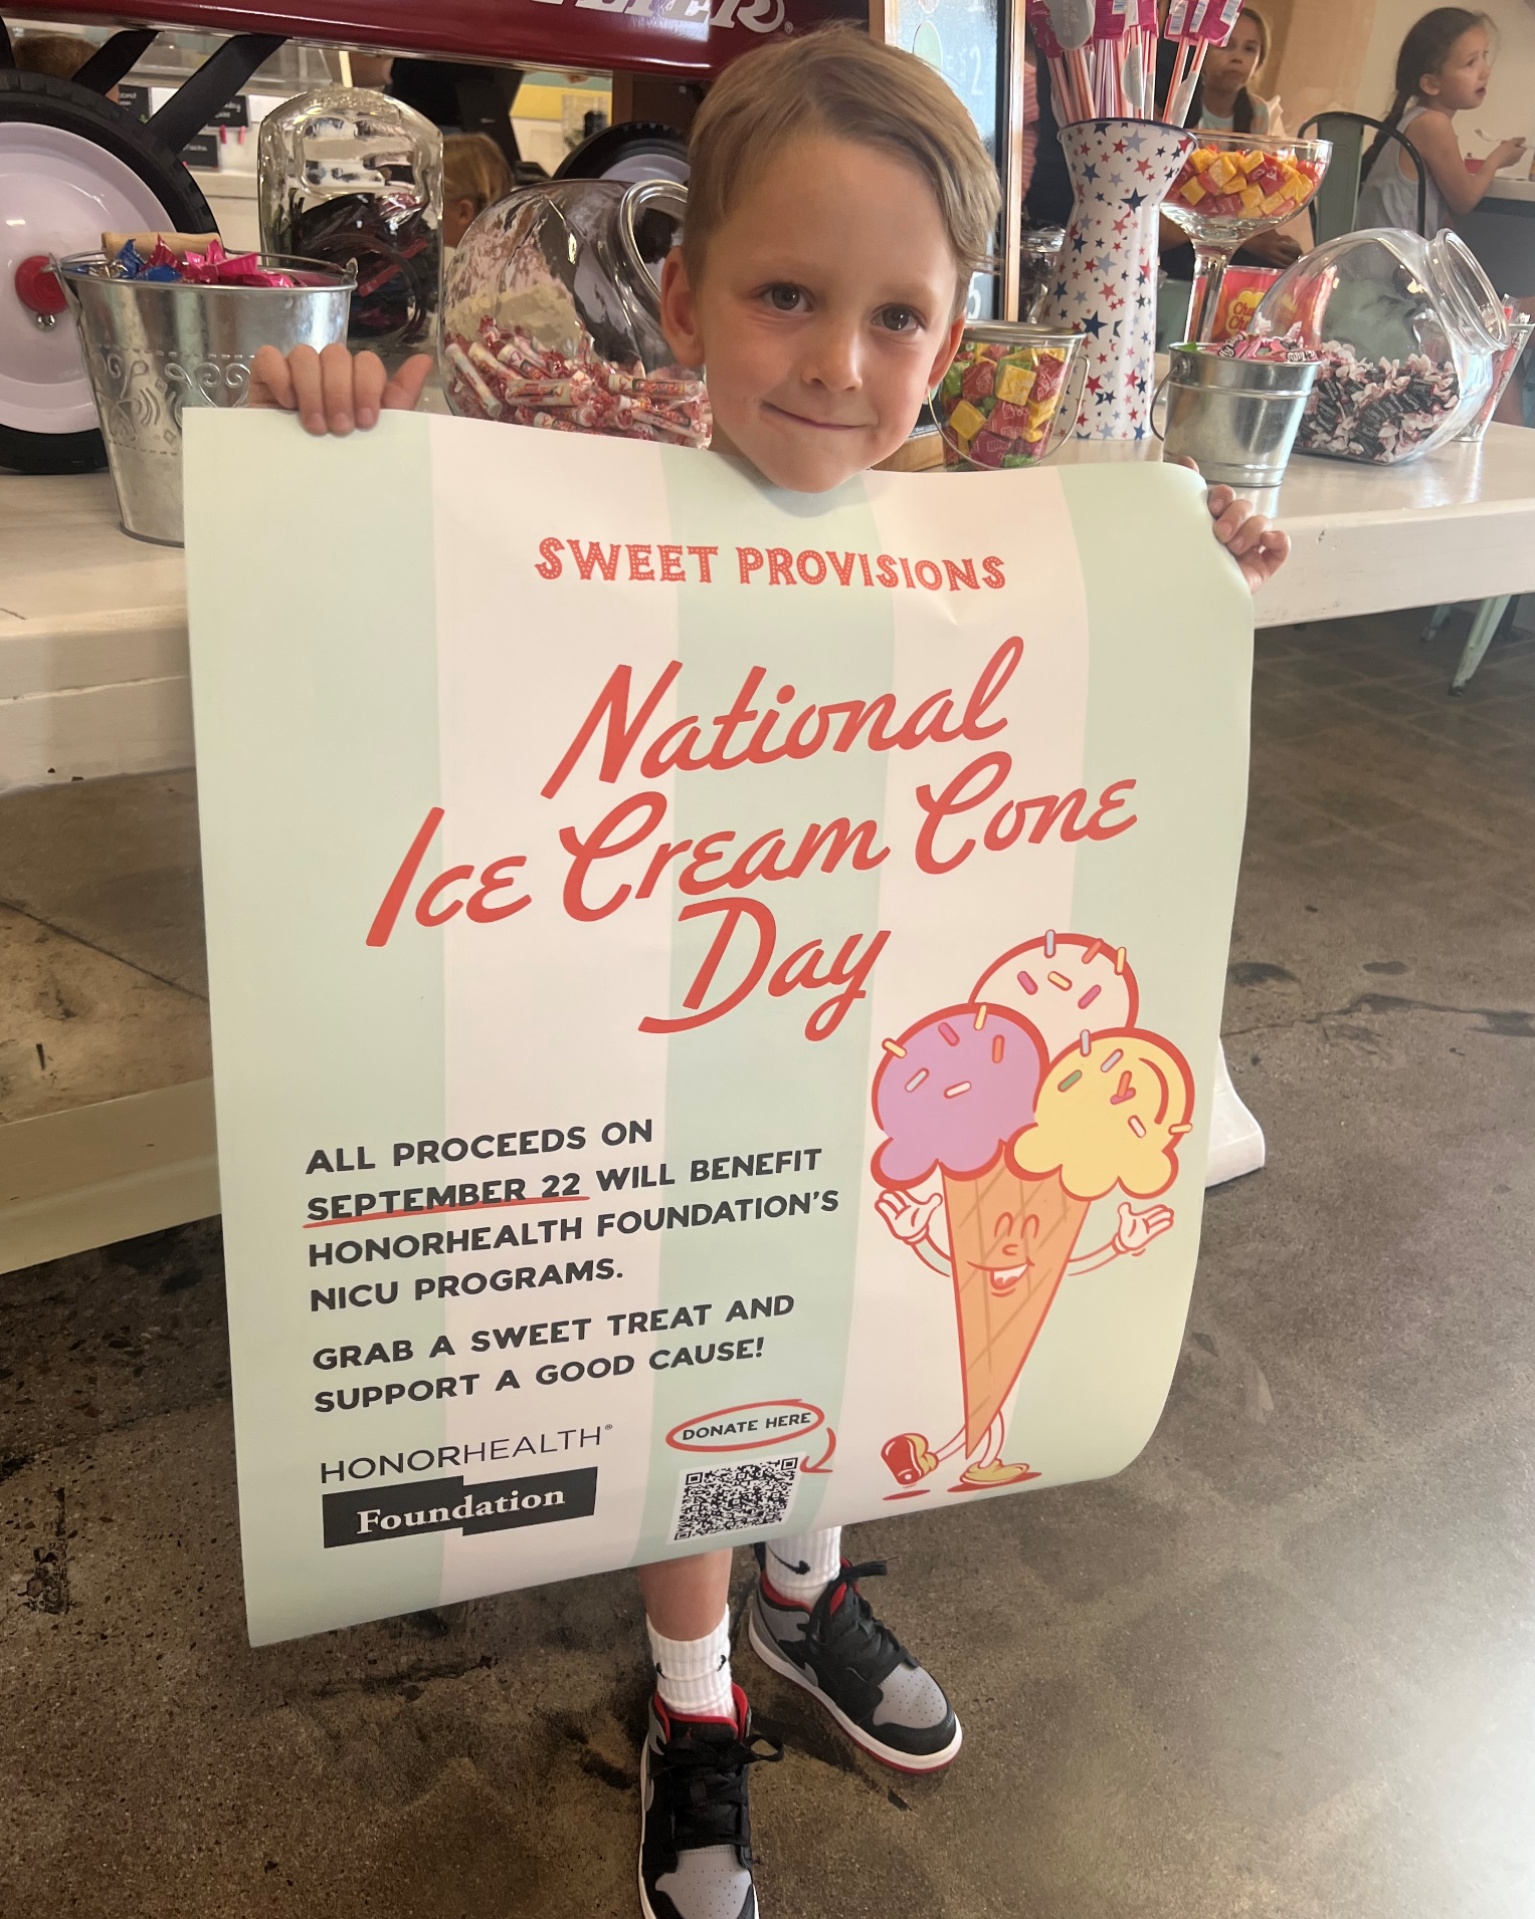 SWEET PROVISIONS
National
Ice Cream Cone
Day
ALL PROCEEDS ON
SEPTEMBER 22 WILL BENEFIT
HONORHEALTH FOUNDATION'S
NICU PROGRAMS.
GRAB A SWEET TREAT AND
SUPPORT A GOOD CAUSE!
HONORHEALTH®
Foundation
DONATE HERE